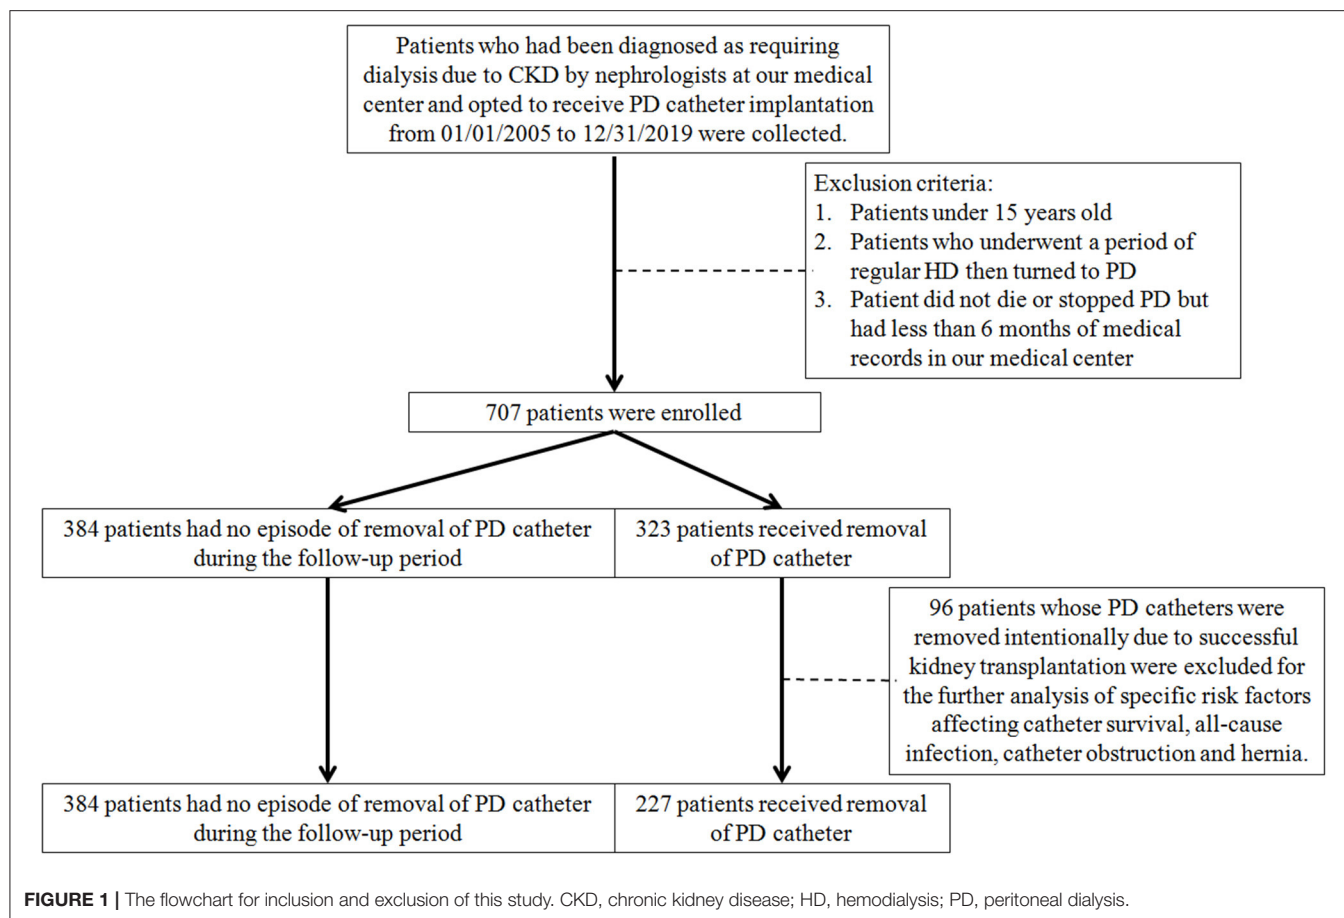 Patients who had been diagnosed as requiring
dialysis due to CKD by nephrologists at our medical
center and opted to receive PD catheter implantation
from 01/01/2005 to 12/31/2019 were collected.
Exclusion criteria:
1. Patients under 15 years old
2. Patients who underwent a period of
regular HD then turned to PD
3. Patient did not die or stopped PD but
had less than 6 months of medical
records in our medical center
707 patients were enrolled
384 patients had no episode of removal of PD catheter
during the follow-up period
323 patients received removal
of PD catheter
96 patients whose PD catheters were
removed intentionally due to successful
kidney transplantation were excluded for
the further analysis of specific risk factors
affecting catheter survival, all-cause
infection, catheter obstruction and hernia.
384 patients had no episode of removal of PD catheter
during the follow-up period
227 patients received removal
of PD catheter
FIGURE 1 | The flowchart for inclusion and exclusion of this study. CKD, chronic kidney disease; HD, hemodialysis; PD, peritoneal dialysis.